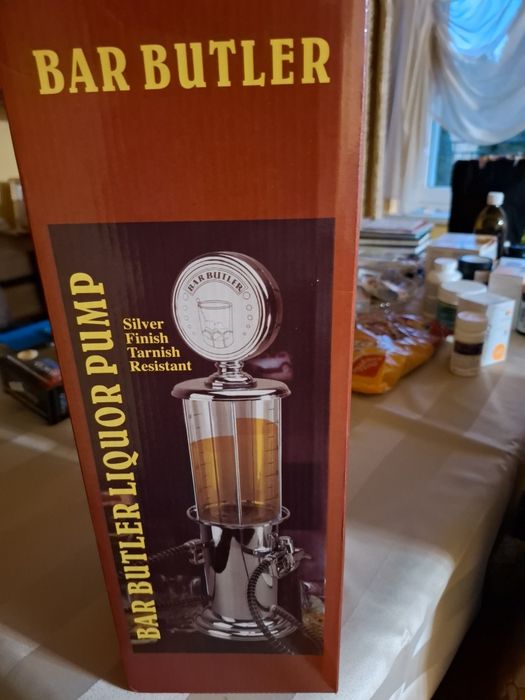 BAR BUTLER
BAR BUTLER LIQUOR PUMP
Silver
Finish
Tarnish
Resistant
BAR BUTLER